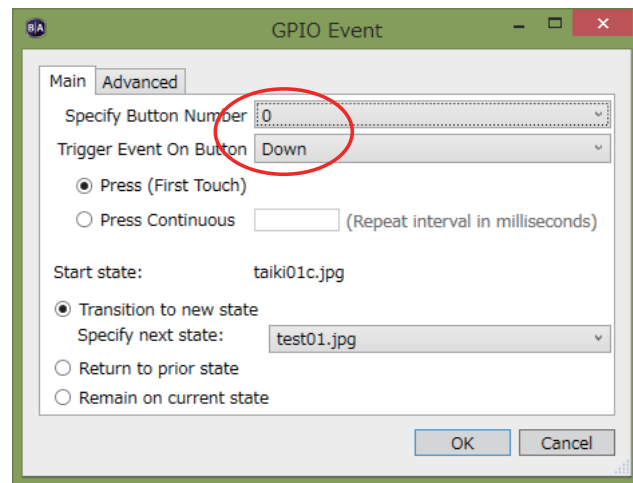 B A GPIO Event
Main Advanced
Specify Button Number 0
Trigger Event On Button Down
Press (First Touch)
Press Continuous (Repeat interval in milliseconds)
Start state: taiki01c.jpg
Transition to new state
Specify next state: test01.jpg
Return to prior state
Remain on current state
OK Cancel